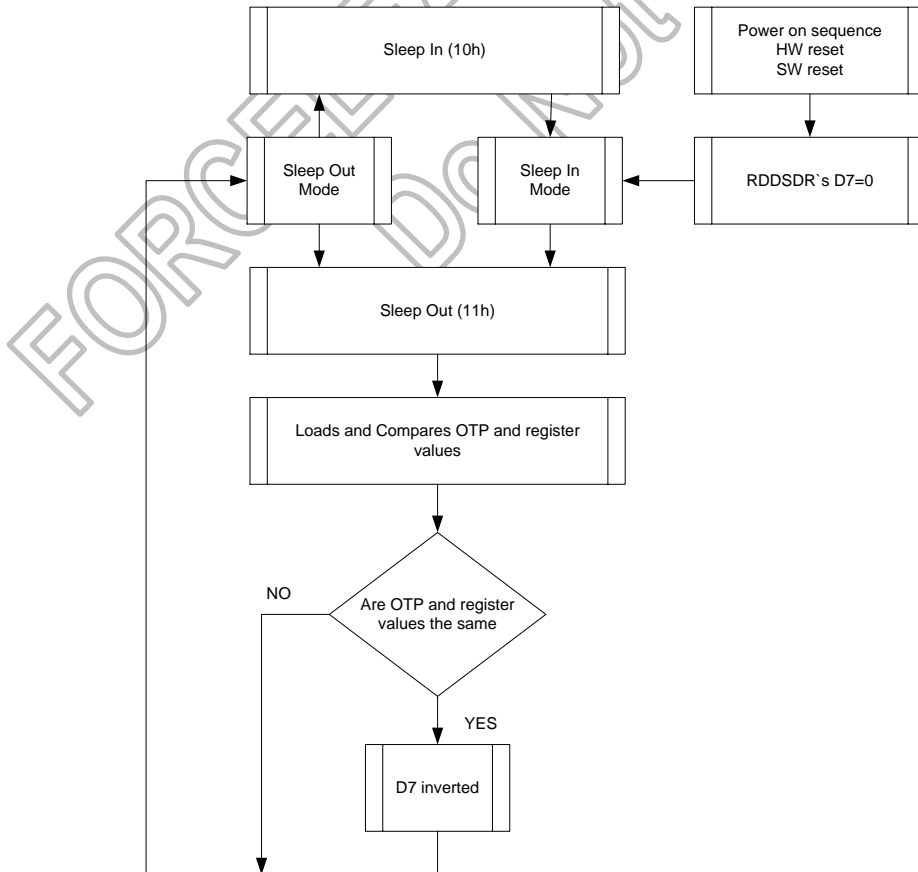 Sleep In (10h)
Power on sequence
HW reset
SW reset
Sleep Out
Mode
Sleep In
Mode
RDDSDR`s D7=0
Sleep Out (11h)
Loads and Compares OTP and register
values
NO
Are OTP and register
values the same
YES
D7 inverted
Do Not